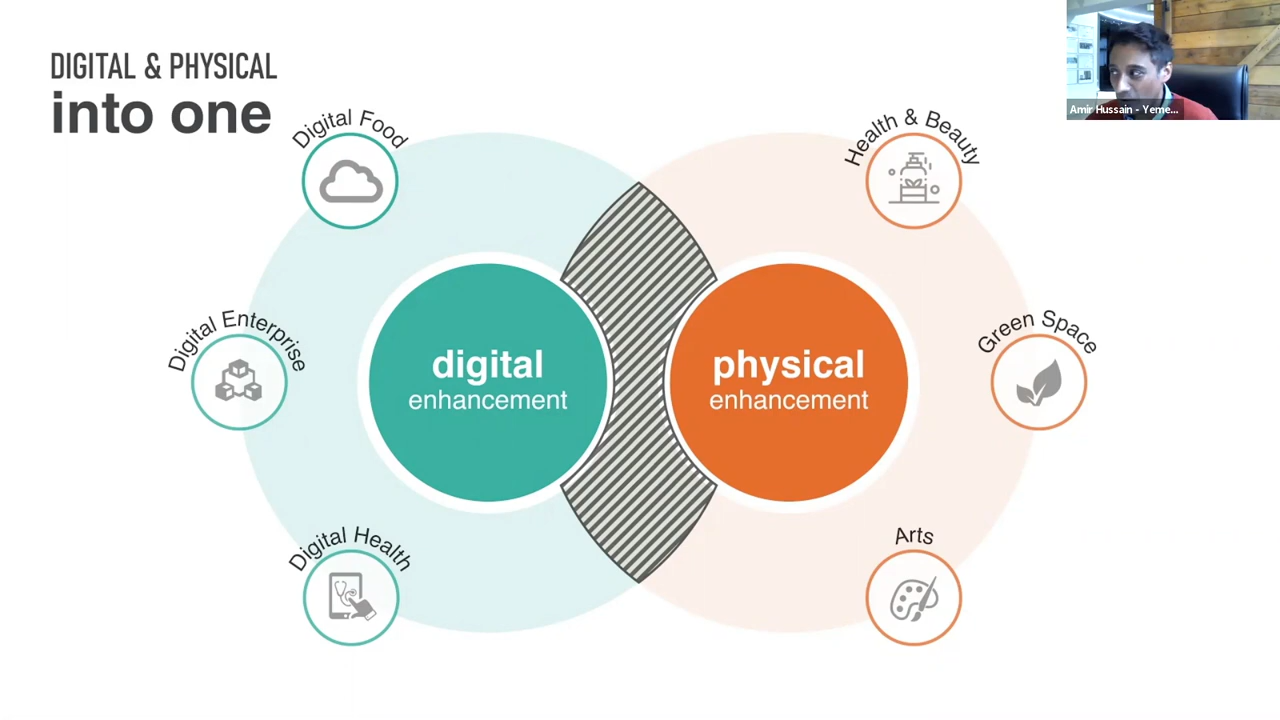 DIGITAL & PHYSICAL
into one
Amir Hussain - Yeme...
Digital Food
Health & Beauty
Digital Enterprise
Green Space
digital
enhancement
physical
enhancement
Digital Health
Arts